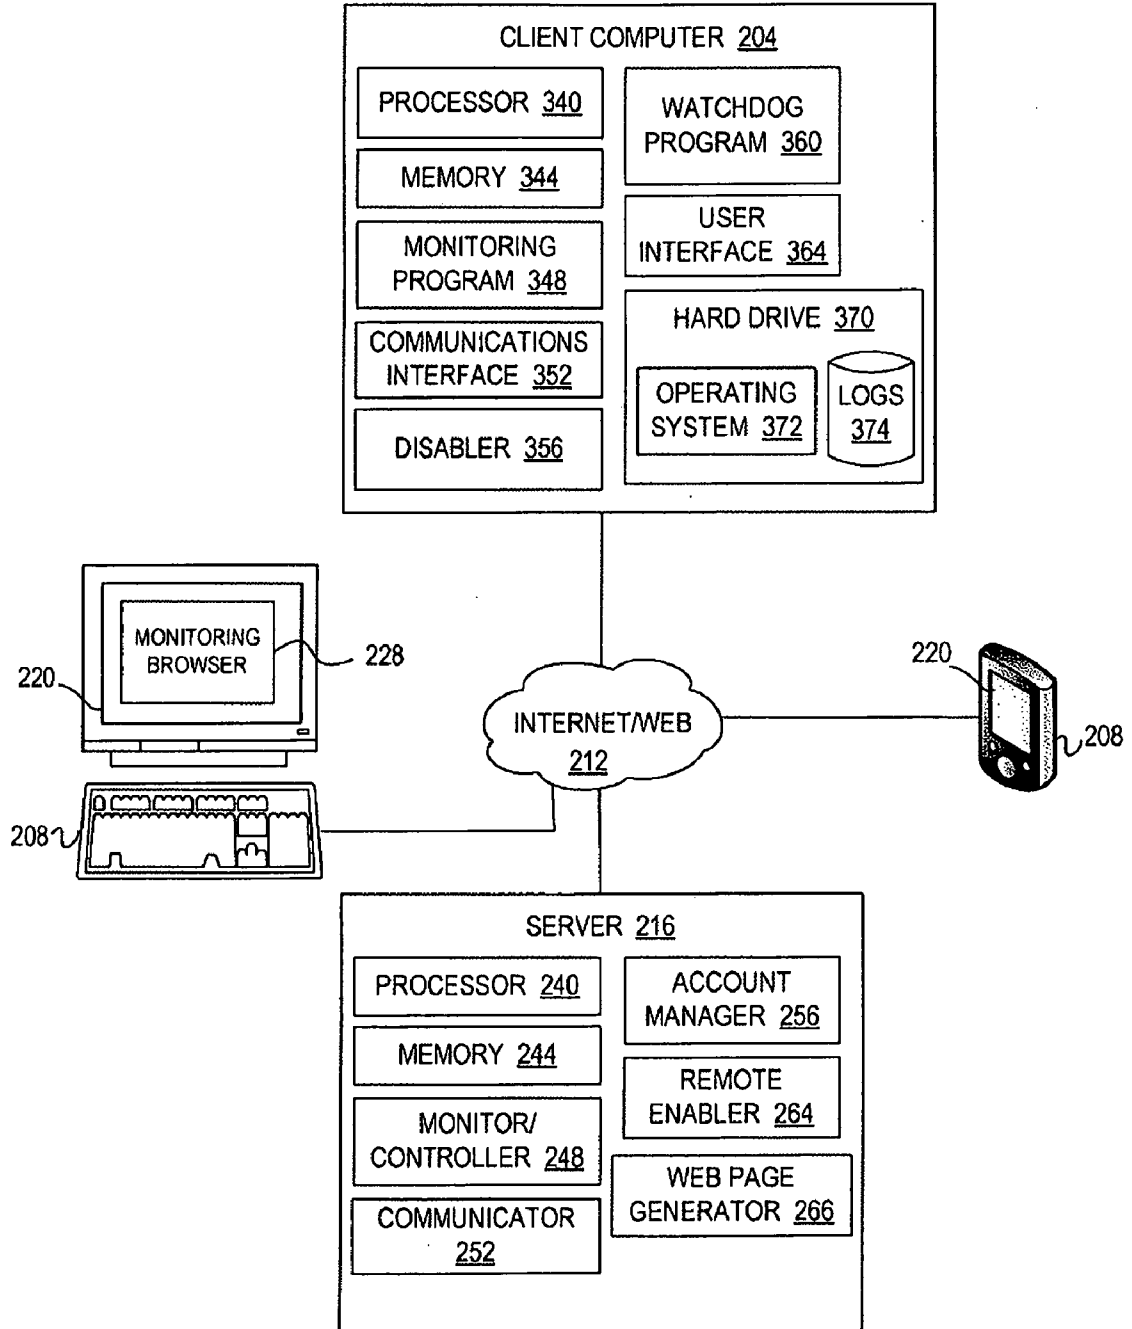 CLIENT COMPUTER 204
PROCESSOR 340
MEMORY 344
MONITORING
PROGRAM 348
COMMUNICATIONS
INTERFACE 352
DISABLER 356
WATCHDOG
PROGRAM 360
USER
INTERFACE 364
HARD DRIVE 370
OPERATING
SYSTEM 372
LOGS
374
MONITORING
BROWSER
228
220
208
INTERNET/WEB
212
220
208
SERVER 216
PROCESSOR 240
MEMORY 244
MONITOR/
CONTROLLER 248
COMMUNICATOR
252
ACCOUNT
MANAGER 256
REMOTE
ENABLER 264
WEB PAGE
GENERATOR 266